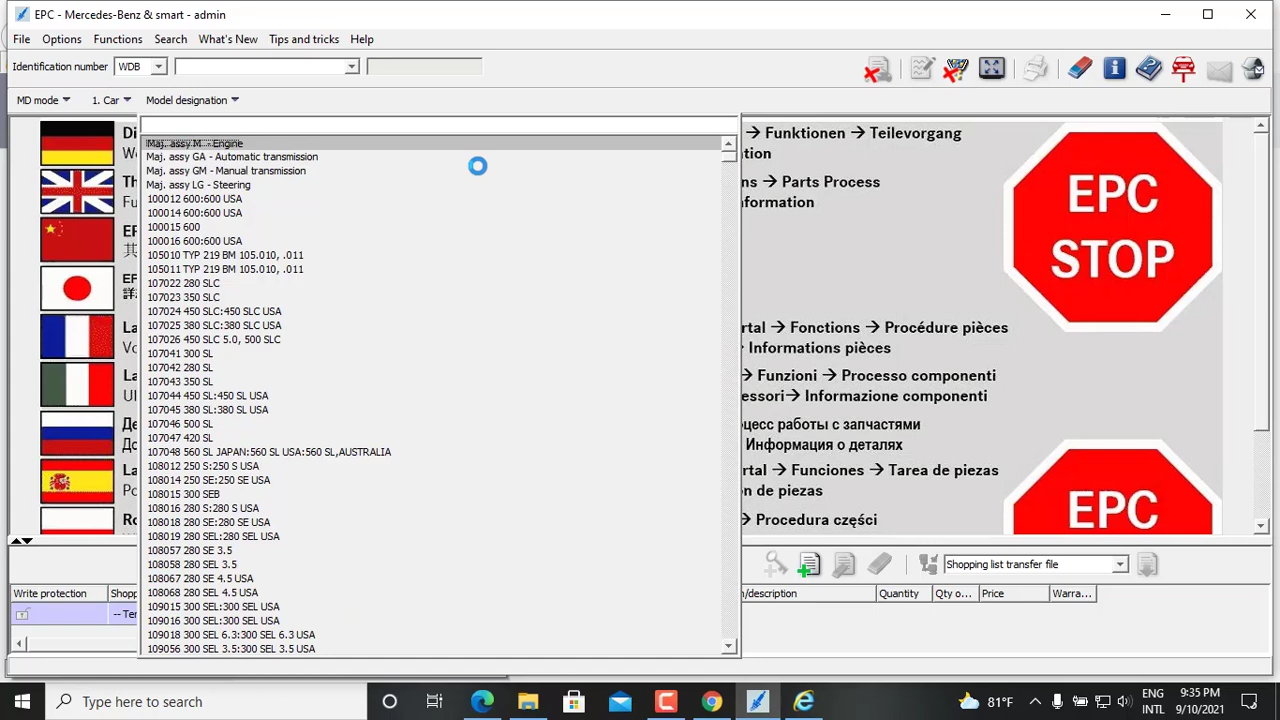 EPC - Mercedes-Benz & smart - admin
File Options Functions Search What's New Tips and tricks Help
Identification number WDB
MD mode 1. Car Model designation
Maj. assy M - Engine
Maj. assy GA - Automatic transmission
Maj. assy GM - Manual transmission
Maj. assy LG - Steering
100012 600:600 USA
100014 600:600 USA
100015 600
100016 600:600 USA
105010 TYP 219 BM 105.010, .011
105011 TYP 219 BM 105.010, .011
107022 280 SLC
107023 350 SLC
107024 450 SLC:450 SLC USA
107025 380 SLC:380 SLC USA
107026 450 SLC 5.0, 500 SLC
107041 300 SL
107042 280 SL
107043 350 SL
107044 450 SL:450 SL USA
107045 380 SL:380 SL USA
107046 500 SL
107047 420 SL
107048 560 SL JAPAN:560 SL USA:560 SL,AUSTRALIA
108012 250 S:250 S USA
108014 250 SE:250 SE USA
108015 300 SEB
108016 280 S:280 S USA
108018 280 SE:280 SE USA
108019 280 SEL:280 SEL USA
108057 280 SE 3.5
108058 280 SEL 3.5
108067 280 SE 4.5 USA
108068 280 SEL 4.5 USA
109015 300 SEL:300 SEL USA
109016 300 SEL:300 SEL USA
109018 300 SEL 6.3:300 SEL 6.3 USA
109056 300 SEL 3.5:300 SEL 3.5 USA
→ Funktionen → Teilevorgang
ation
ns → Parts Process
nformation
rtal → Fonctions → Procédure pièces
→ Informations pièces
→ Funzioni → Processo componenti
essori→ Informazione componenti
оцесс работы с запчастями
Информация о деталях
ortal → Funciones → Tarea de piezas
ón de piezas
→ Procedura części
EPC
STOP
EPC
Shopping list transfer file
Write protection Shopp
n/description Quantity Qty o... Price Warra...
-- Ter
Type here to search
81°F
ENG
INTL
9:35 PM
9/10/2021